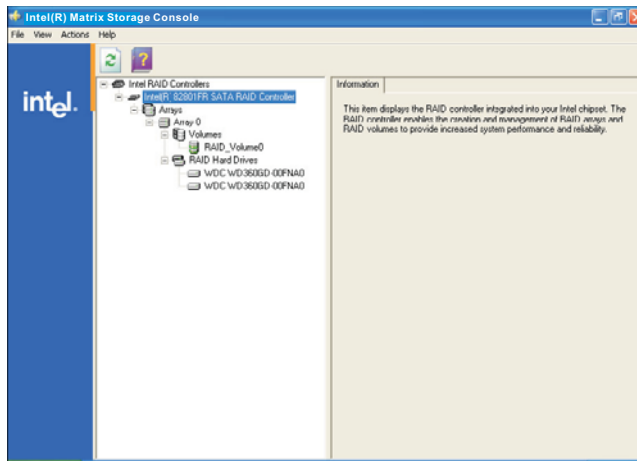 Intel(R) Matrix Storage Console
File View Actions Help
intel.
Intel RAID Controllers
Intel(R) 82801FR SATA RAID Controller
Arrays
Array 0
Volumes
RAID_Volume0
RAID Hard Drives
WDC WD360GD-00FNA0
WDC WD360GD-00FNA0
Information
This item displays the RAID controller integrated into your Intel chipset. The
RAID controller enables the creation and management of RAID arrays and
RAID volumes to provide increased system performance and reliability.